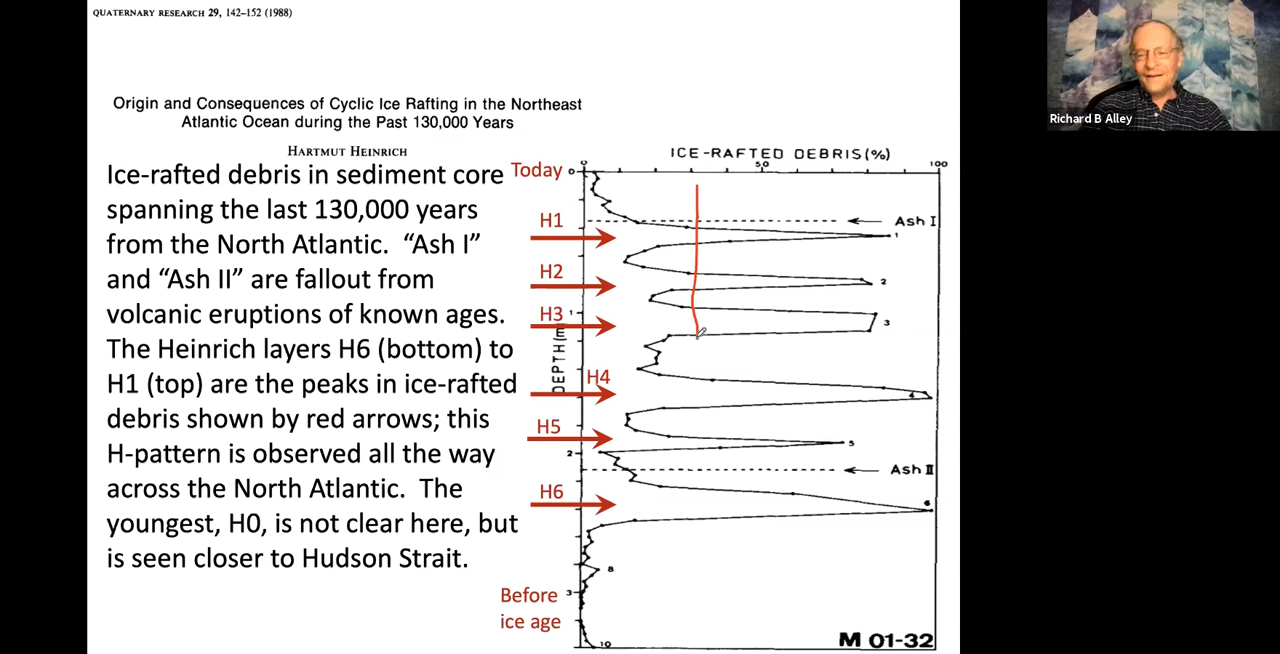 QUATERNARY RESEARCH 29, 142–152 (1988)
Richard B Alley
Origin and Consequences of Cyclic Ice Rafting in the Northeast
Atlantic Ocean during the Past 130,000 Years
HARTMUT HEINRICH
Ice-rafted debris in sediment core
spanning the last 130,000 years
from the North Atlantic. “Ash I”
and “Ash II” are fallout from
volcanic eruptions of known ages.
The Heinrich layers H6 (bottom) to
H1 (top) are the peaks in ice-rafted
debris shown by red arrows; this
H-pattern is observed all the way
across the North Atlantic. The
youngest, H0, is not clear here, but
is seen closer to Hudson Strait.
ICE-RAFTED DEBRIS (%)
0 50 100
Today 0
H1
Ash I
1
H2
2
H3 1
3
DEPTH (m)
H4
4
H5
5
2
Ash II
H6
6
8
Before 3
ice age
10
M 01-32